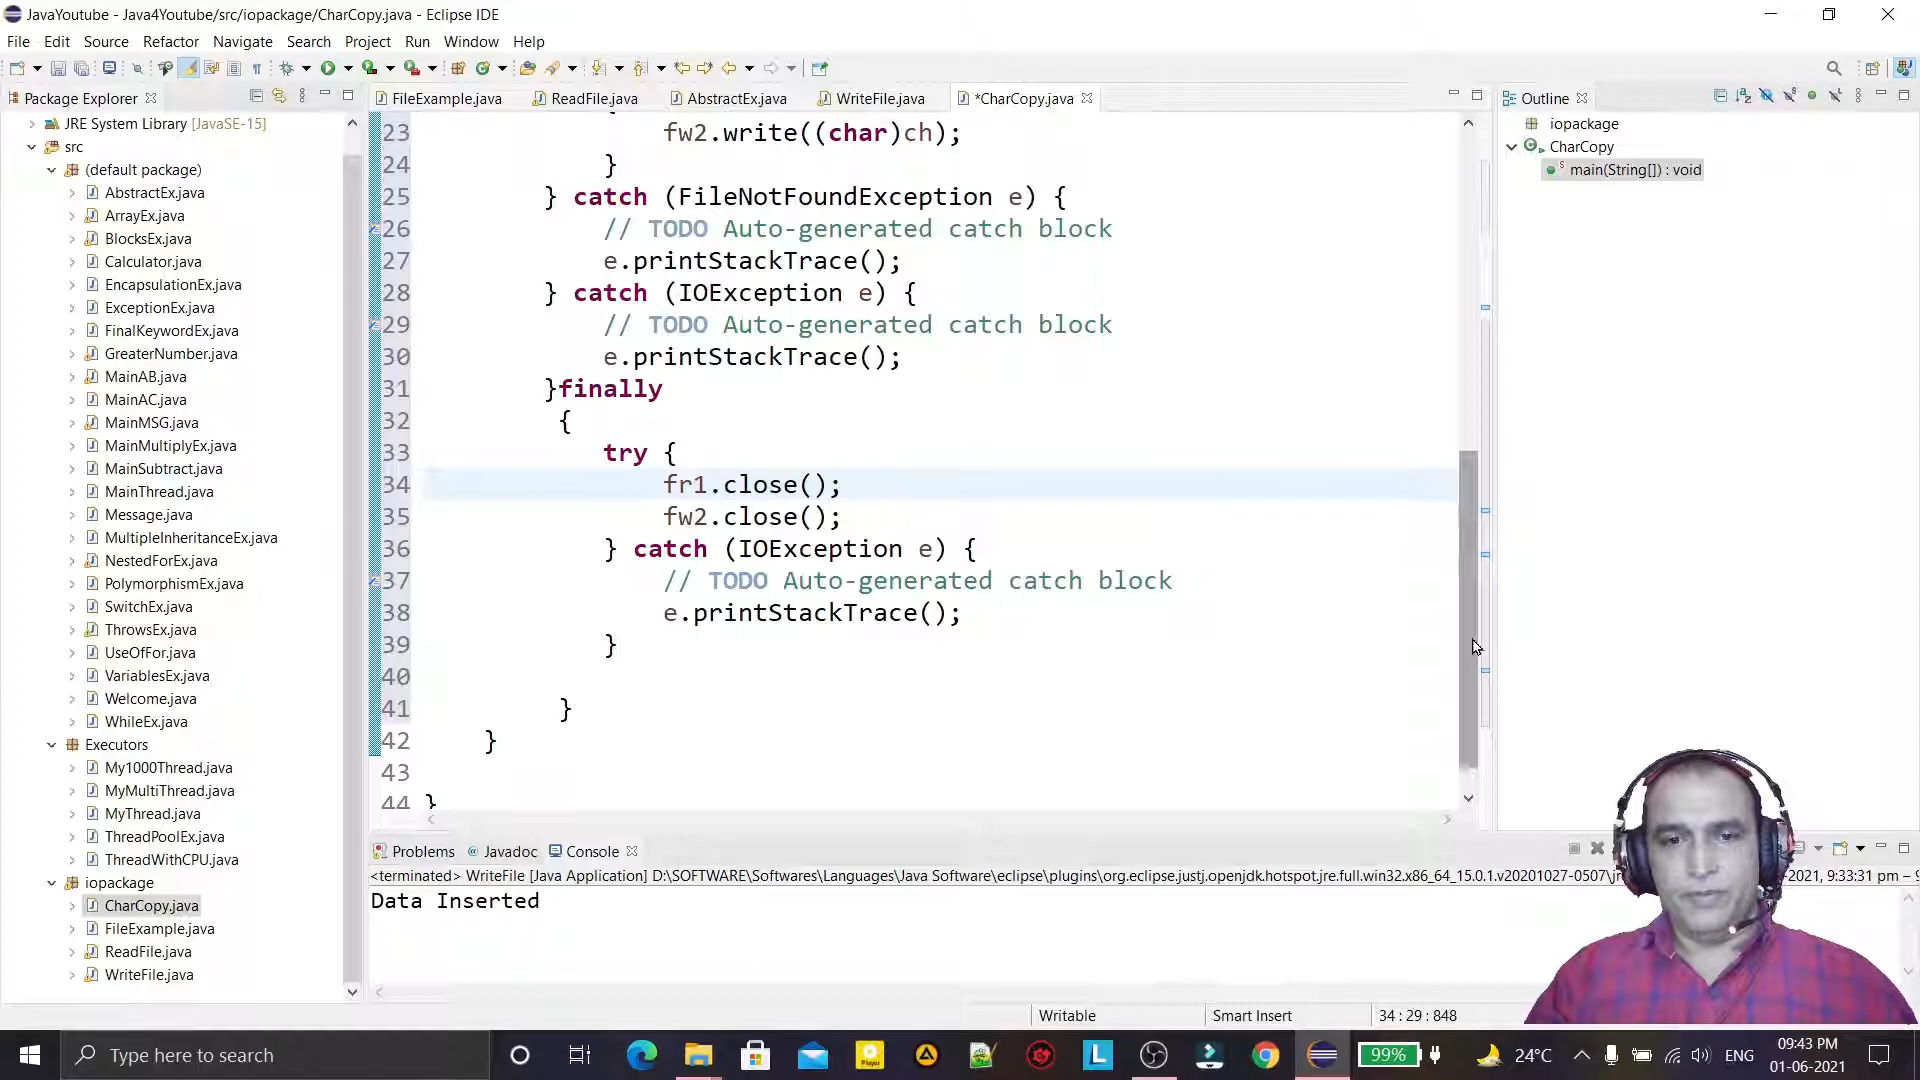 JavaYoutube - Java4Youtube/src/iopackage/CharCopy.java - Eclipse IDE
File Edit Source Refactor Navigate Search Project Run Window Help
Package Explorer
FileExample.java ReadFile.java AbstractEx.java WriteFile.java *CharCopy.java
Outline
JRE System Library [JavaSE-15]
src
(default package)
AbstractEx.java
ArrayEx.java
BlocksEx.java
Calculator.java
EncapsulationEx.java
ExceptionEx.java
FinalKeywordEx.java
GreaterNumber.java
MainAB.java
MainAC.java
MainMSG.java
MainMultiplyEx.java
MainSubtract.java
MainThread.java
Message.java
MultipleInheritanceEx.java
NestedForEx.java
PolymorphismEx.java
SwitchEx.java
ThrowsEx.java
UseOfFor.java
VariablesEx.java
Welcome.java
WhileEx.java
Executors
My1000Thread.java
MyMultiThread.java
MyThread.java
ThreadPoolEx.java
ThreadWithCPU.java
iopackage
CharCopy.java
FileExample.java
ReadFile.java
WriteFile.java
23 fw2.write((char)ch);
24 }
25 } catch (FileNotFoundException e) {
26 // TODO Auto-generated catch block
27 e.printStackTrace();
28 } catch (IOException e) {
29 // TODO Auto-generated catch block
30 e.printStackTrace();
31 }finally
32 {
33 try {
34 fr1.close();
35 fw2.close();
36 } catch (IOException e) {
37 // TODO Auto-generated catch block
38 e.printStackTrace();
39 }
40
41 }
42 }
43
44 }
iopackage
CharCopy
main(String[]) : void
Problems Javadoc Console
<terminated> WriteFile [Java Application] D:\SOFTWARE\Softwares\Languages\Java Software\eclipse\plugins\org.eclipse.justj.openjdk.hotspot.jre.full.win32.x86_64_15.0.1.v20201027-0507\jr
-2021, 9:33:31 pm – 9
Data Inserted
Writable Smart Insert 34 : 29 : 848
Type here to search
Player
L
99%
24°C
ENG
09:43 PM
01-06-2021